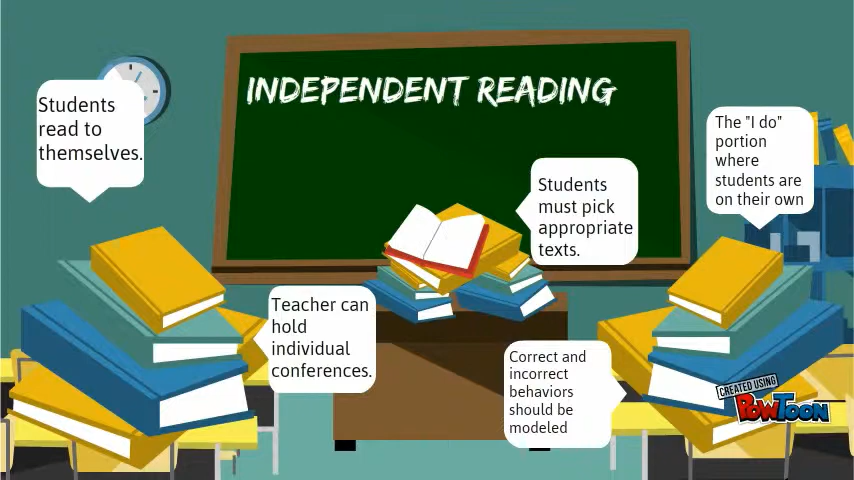 INDEPENDENT READING
Students
read to
themselves.
The "I do"
portion
where
students are
on their own
Students
must pick
appropriate
texts.
Teacher can
hold
individual
conferences.
Correct and
incorrect
behaviors
should be
modeled
CREATED USING
POWTOON